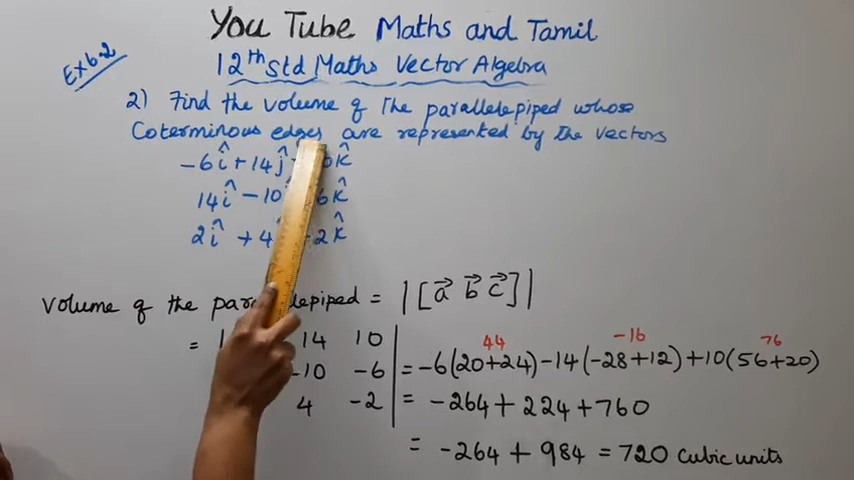 You Tube Maths and Tamil
Ex 6.2
12th Std Maths Vector Algebra
2) Find the volume of The parallelepiped whose
Coterminous edges are represented by the vectors
-6î + 14ĵ k̂
14î - 10 6k̂
2î + 4 2k̂
Volume of the parallelepiped = |[a⃗ b⃗ c⃗]|
= | 14 10 |
-10 -6 | = -6(20+24) -14(-28+12) +10(56+20)
44 -16 76
4 -2 | = -264 + 224 + 760
= -264 + 984 = 720 Cubic units